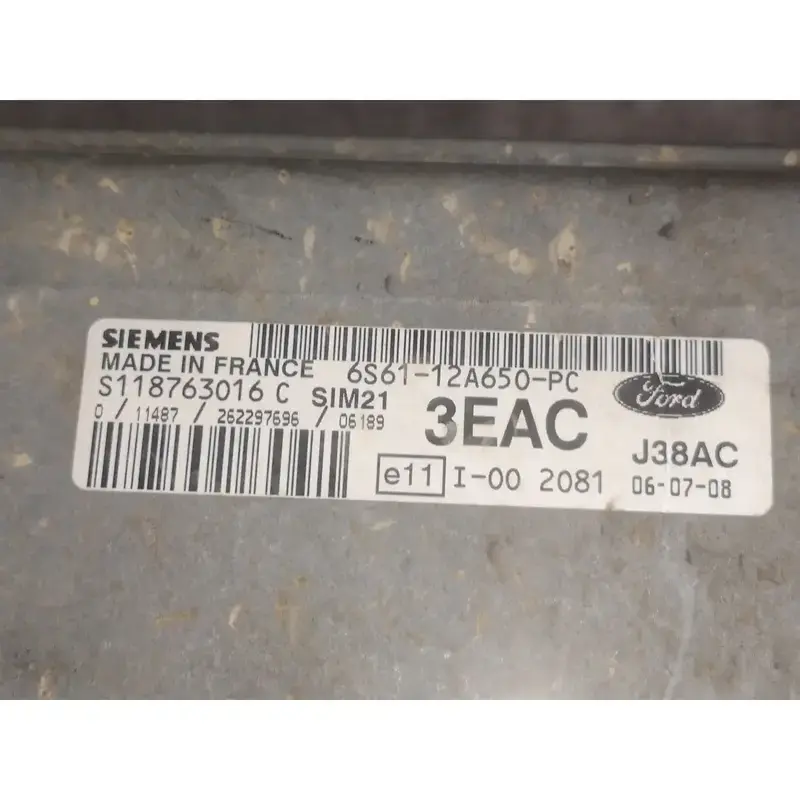 SIEMENS
MADE IN FRANCE 6S61-12A650-PC
S118763016 C SIM21
Ford
0 / 11487 / 262297696 / 06189
3EAC
J38AC
e11 I-00 2081 06-07-08